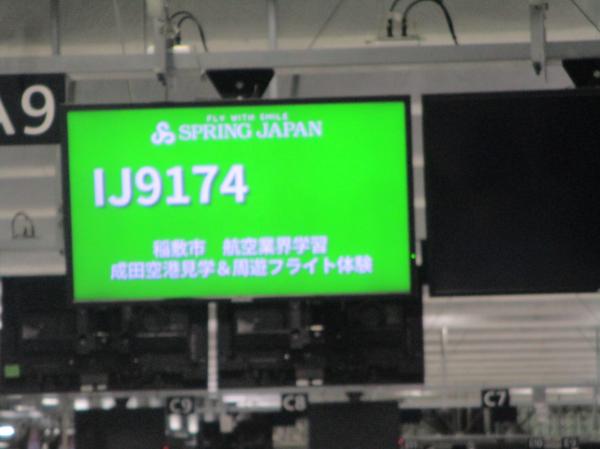 A9
FLY WITH SMILE
SPRING JAPAN
IJ9174
稲敷市　航空業界学習
成田空港見学＆周遊フライト体験
C9
C8
C7